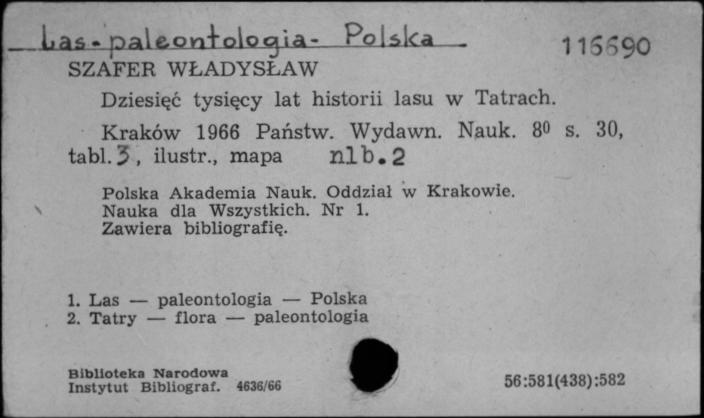 Las - paleontologia - Polska
116690
SZAFER WŁADYSŁAW
Dziesięć tysięcy lat historii lasu w Tatrach.
Kraków 1966 Państw. Wydawn. Nauk. 8⁰ s. 30,
tabl. 3, ilustr., mapa nlb. 2
Polska Akademia Nauk. Oddział w Krakowie.
Nauka dla Wszystkich. Nr 1.
Zawiera bibliografię.
1. Las — paleontologia — Polska
2. Tatry — flora — paleontologia
Biblioteka Narodowa
Instytut Bibliograf. 4636/66
56:581(438):582